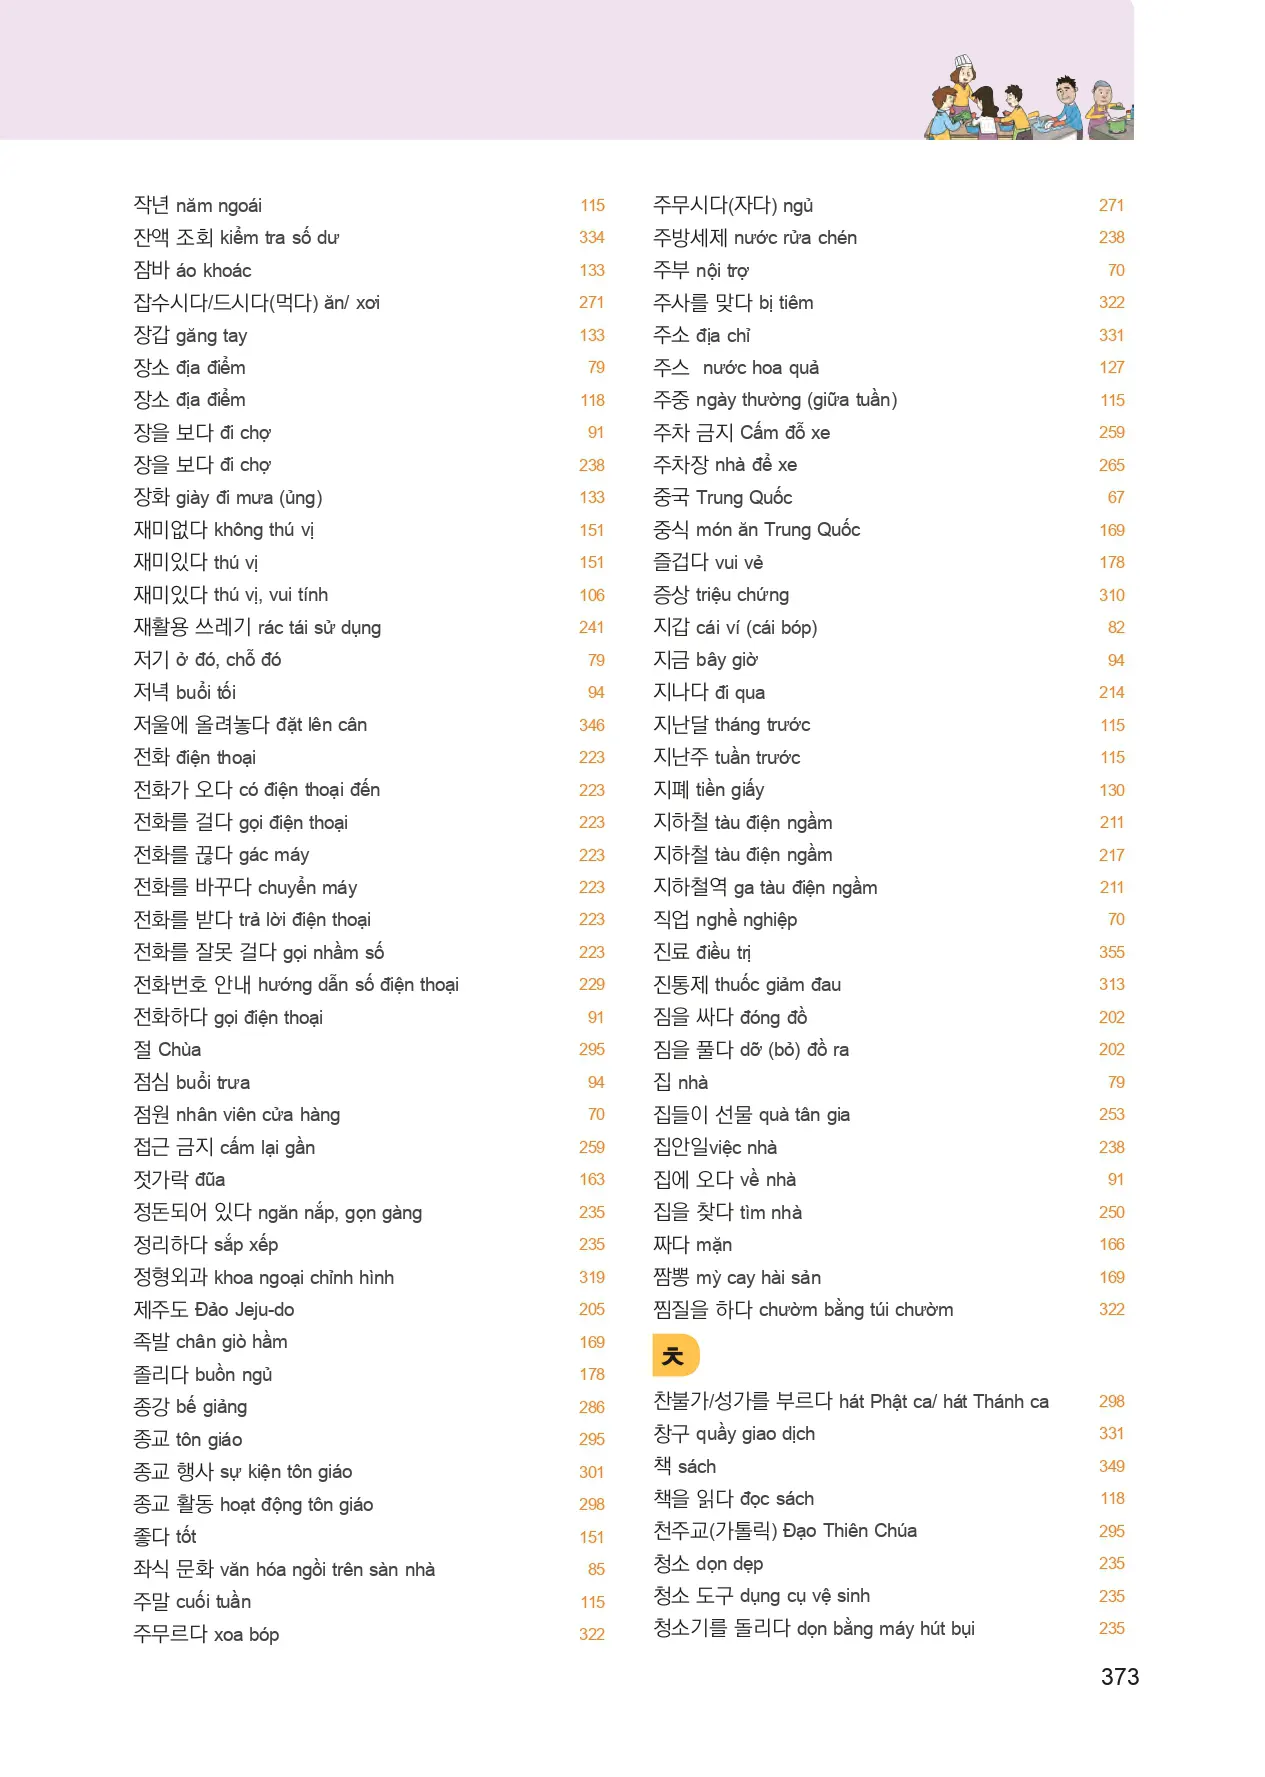 작년 năm ngoái 115
잔액 조회 kiểm tra số dư 334
잠바 áo khoác 133
잡수시다/드시다(먹다) ăn/ xơi 271
장갑 găng tay 133
장소 địa điểm 79
장소 địa điểm 118
장을 보다 đi chợ 91
장을 보다 đi chợ 238
장화 giày đi mưa (ủng) 133
재미없다 không thú vị 151
재미있다 thú vị 151
재미있다 thú vị, vui tính 106
재활용 쓰레기 rác tái sử dụng 241
저기 ở đó, chỗ đó 79
저녁 buổi tối 94
저울에 올려놓다 đặt lên cân 346
전화 điện thoại 223
전화가 오다 có điện thoại đến 223
전화를 걸다 gọi điện thoại 223
전화를 끊다 gác máy 223
전화를 바꾸다 chuyển máy 223
전화를 받다 trả lời điện thoại 223
전화를 잘못 걸다 gọi nhầm số 223
전화번호 안내 hướng dẫn số điện thoại 229
전화하다 gọi điện thoại 91
절 Chùa 295
점심 buổi trưa 94
점원 nhân viên cửa hàng 70
접근 금지 cấm lại gần 259
젓가락 đũa 163
정돈되어 있다 ngăn nắp, gọn gàng 235
정리하다 sắp xếp 235
정형외과 khoa ngoại chỉnh hình 319
제주도 Đảo Jeju-do 205
족발 chân giò hầm 169
졸리다 buồn ngủ 178
종강 bế giảng 286
종교 tôn giáo 295
종교 행사 sự kiện tôn giáo 301
종교 활동 hoạt động tôn giáo 298
좋다 tốt 151
좌식 문화 văn hóa ngồi trên sàn nhà 85
주말 cuối tuần 115
주무르다 xoa bóp 322
주무시다(자다) ngủ 271
주방세제 nước rửa chén 238
주부 nội trợ 70
주사를 맞다 bị tiêm 322
주소 địa chỉ 331
주스 nước hoa quả 127
주중 ngày thường (giữa tuần) 115
주차 금지 Cấm đỗ xe 259
주차장 nhà để xe 265
중국 Trung Quốc 67
중식 món ăn Trung Quốc 169
즐겁다 vui vẻ 178
증상 triệu chứng 310
지갑 cái ví (cái bóp) 82
지금 bây giờ 94
지나다 đi qua 214
지난달 tháng trước 115
지난주 tuần trước 115
지폐 tiền giấy 130
지하철 tàu điện ngầm 211
지하철 tàu điện ngầm 217
지하철역 ga tàu điện ngầm 211
직업 nghề nghiệp 70
진료 điều trị 355
진통제 thuốc giảm đau 313
짐을 싸다 đóng đồ 202
짐을 풀다 dỡ (bỏ) đồ ra 202
집 nhà 79
집들이 선물 quà tân gia 253
집안일việc nhà 238
집에 오다 về nhà 91
집을 찾다 tìm nhà 250
짜다 mặn 166
짬뽕 mỳ cay hài sản 169
찜질을 하다 chườm bằng túi chườm 322
ㅊ
찬불가/성가를 부르다 hát Phật ca/ hát Thánh ca 298
창구 quầy giao dịch 331
책 sách 349
책을 읽다 đọc sách 118
천주교(가톨릭) Đạo Thiên Chúa 295
청소 dọn dẹp 235
청소 도구 dụng cụ vệ sinh 235
청소기를 돌리다 dọn bằng máy hút bụi 235
373